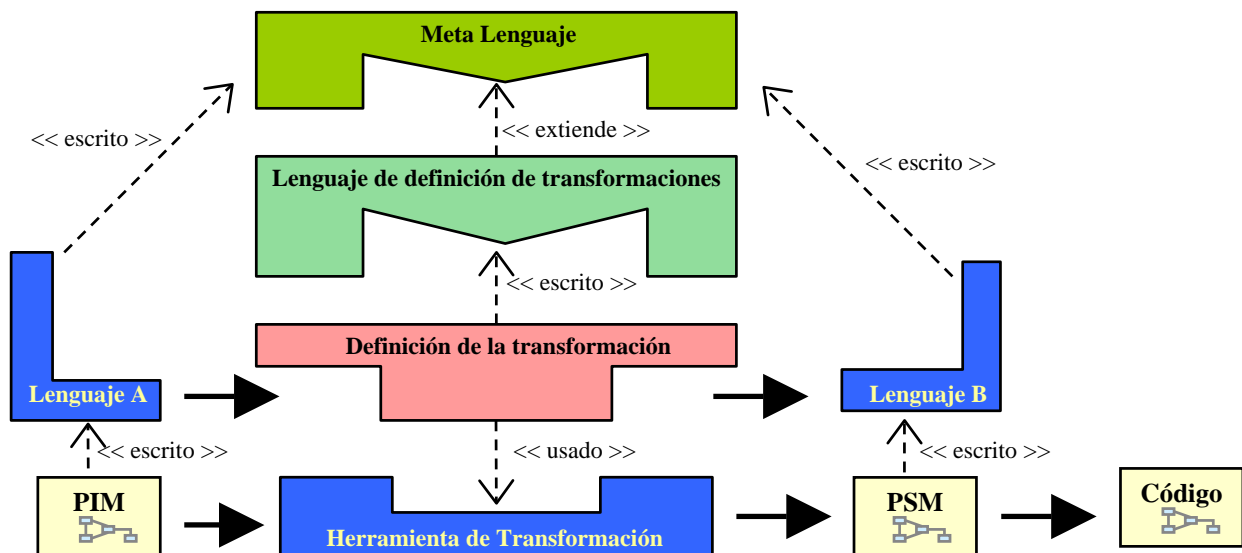 Meta Lenguaje
<< escrito >>
<< extiende >>
<< escrito >>
Lenguaje de definición de transformaciones
<< escrito >>
Definición de la transformación
Lenguaje A
Lenguaje B
<< escrito >>
<< usado >>
<< escrito >>
PIM
Herramienta de Transformación
PSM
Código